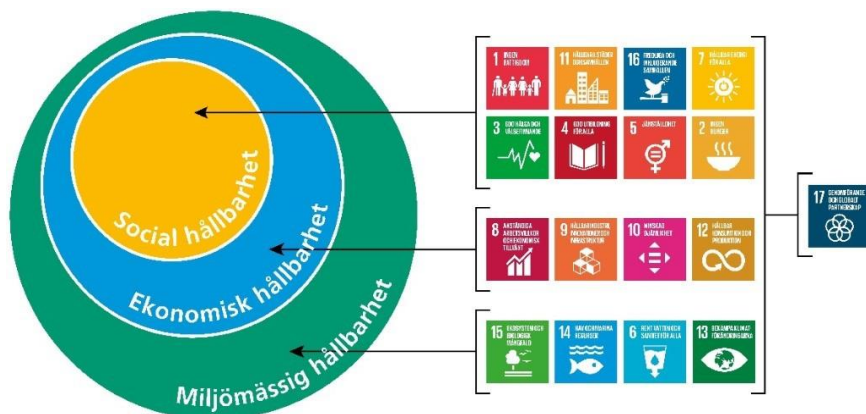 Social hållbarhet
Ekonomisk hållbarhet
Miljömässig hållbarhet
1 INGEN
FATTIGDOM
11 HÅLLBARA STÄDER
OCH SAMHÄLLEN
16 FREDLIGA OCH
INKLUDERANDE
SAMHÄLLEN
7 HÅLLBAR ENERGI
FÖR ALLA
3 GOD HÄLSA OCH
VÄLBEFINNANDE
4 GOD UTBILDNING
FÖR ALLA
5 JÄMSTÄLLDHET
2 INGEN
HUNGER
8 ANSTÄNDIGA
ARBETSVILLKOR
OCH EKONOMISK
TILLVÄXT
9 HÅLLBAR INDUSTRI,
INNOVATIONER OCH
INFRASTRUKTUR
10 MINSKAD
OJÄMLIKHET
12 HÅLLBAR
KONSUMTION OCH
PRODUKTION
15 EKOSYSTEM OCH
BIOLOGISK
MÅNGFALD
14 HAV OCH MARINA
RESURSER
6 RENT VATTEN OCH
SANITET FÖR ALLA
13 BEKÄMPA KLIMAT-
FÖRÄNDRINGARNA
17 GENOMFÖRANDE
OCH GLOBALT
PARTNERSKAP